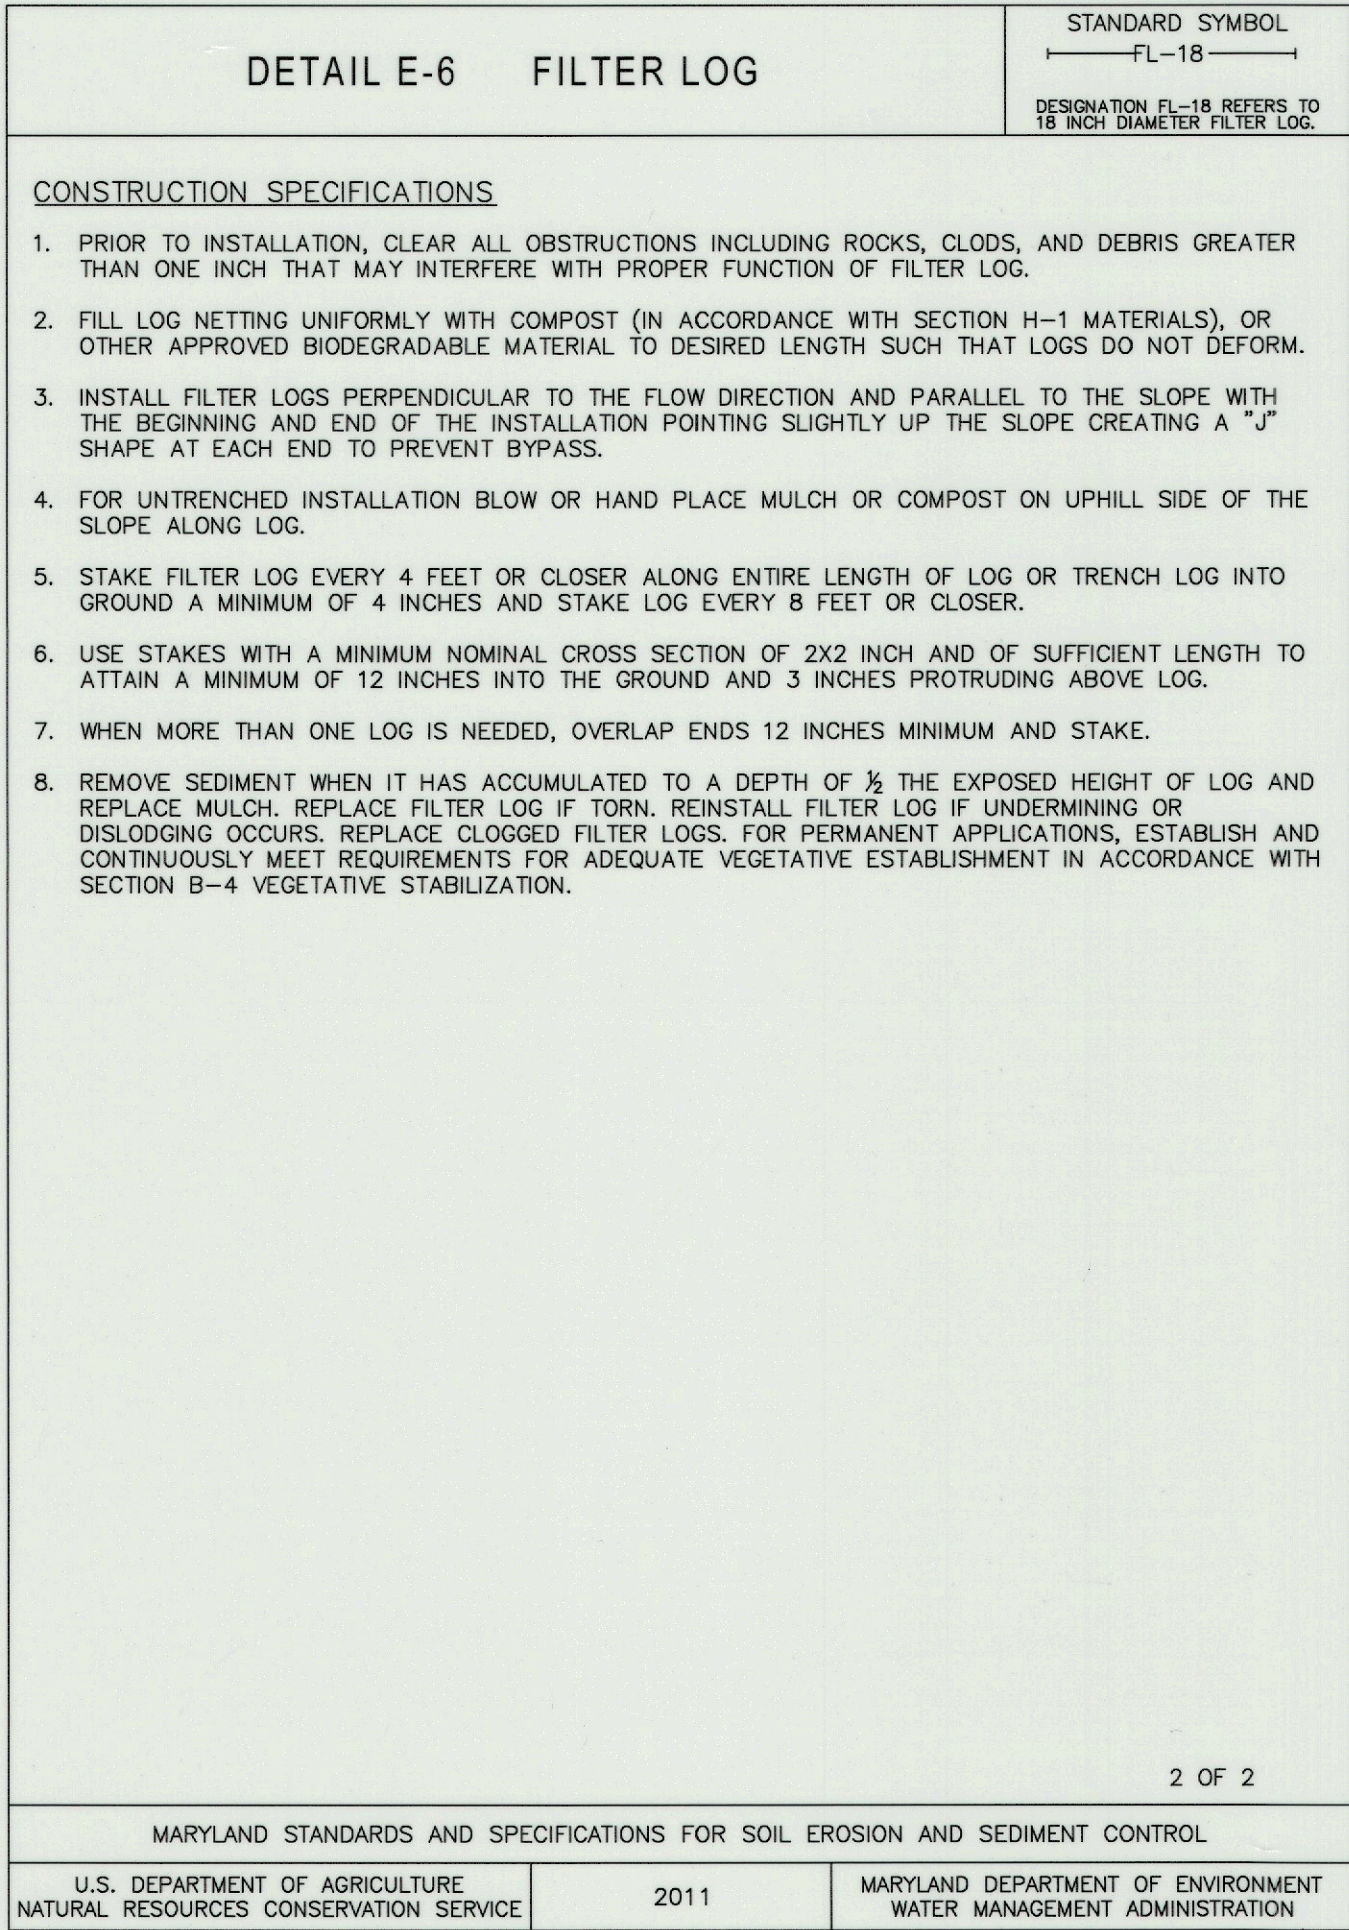 DETAIL E-6 FILTER LOG
STANDARD SYMBOL
FL-18
DESIGNATION FL-18 REFERS TO
18 INCH DIAMETER FILTER LOG.
CONSTRUCTION SPECIFICATIONS
1. PRIOR TO INSTALLATION, CLEAR ALL OBSTRUCTIONS INCLUDING ROCKS, CLODS, AND DEBRIS GREATER
THAN ONE INCH THAT MAY INTERFERE WITH PROPER FUNCTION OF FILTER LOG.
2. FILL LOG NETTING UNIFORMLY WITH COMPOST (IN ACCORDANCE WITH SECTION H-1 MATERIALS), OR
OTHER APPROVED BIODEGRADABLE MATERIAL TO DESIRED LENGTH SUCH THAT LOGS DO NOT DEFORM.
3. INSTALL FILTER LOGS PERPENDICULAR TO THE FLOW DIRECTION AND PARALLEL TO THE SLOPE WITH
THE BEGINNING AND END OF THE INSTALLATION POINTING SLIGHTLY UP THE SLOPE CREATING A "J"
SHAPE AT EACH END TO PREVENT BYPASS.
4. FOR UNTRENCHED INSTALLATION BLOW OR HAND PLACE MULCH OR COMPOST ON UPHILL SIDE OF THE
SLOPE ALONG LOG.
5. STAKE FILTER LOG EVERY 4 FEET OR CLOSER ALONG ENTIRE LENGTH OF LOG OR TRENCH LOG INTO
GROUND A MINIMUM OF 4 INCHES AND STAKE LOG EVERY 8 FEET OR CLOSER.
6. USE STAKES WITH A MINIMUM NOMINAL CROSS SECTION OF 2X2 INCH AND OF SUFFICIENT LENGTH TO
ATTAIN A MINIMUM OF 12 INCHES INTO THE GROUND AND 3 INCHES PROTRUDING ABOVE LOG.
7. WHEN MORE THAN ONE LOG IS NEEDED, OVERLAP ENDS 12 INCHES MINIMUM AND STAKE.
8. REMOVE SEDIMENT WHEN IT HAS ACCUMULATED TO A DEPTH OF ½ THE EXPOSED HEIGHT OF LOG AND
REPLACE MULCH. REPLACE FILTER LOG IF TORN. REINSTALL FILTER LOG IF UNDERMINING OR
DISLODGING OCCURS. REPLACE CLOGGED FILTER LOGS. FOR PERMANENT APPLICATIONS, ESTABLISH AND
CONTINUOUSLY MEET REQUIREMENTS FOR ADEQUATE VEGETATIVE ESTABLISHMENT IN ACCORDANCE WITH
SECTION B-4 VEGETATIVE STABILIZATION.
2 OF 2
MARYLAND STANDARDS AND SPECIFICATIONS FOR SOIL EROSION AND SEDIMENT CONTROL
U.S. DEPARTMENT OF AGRICULTURE
NATURAL RESOURCES CONSERVATION SERVICE
2011
MARYLAND DEPARTMENT OF ENVIRONMENT
WATER MANAGEMENT ADMINISTRATION